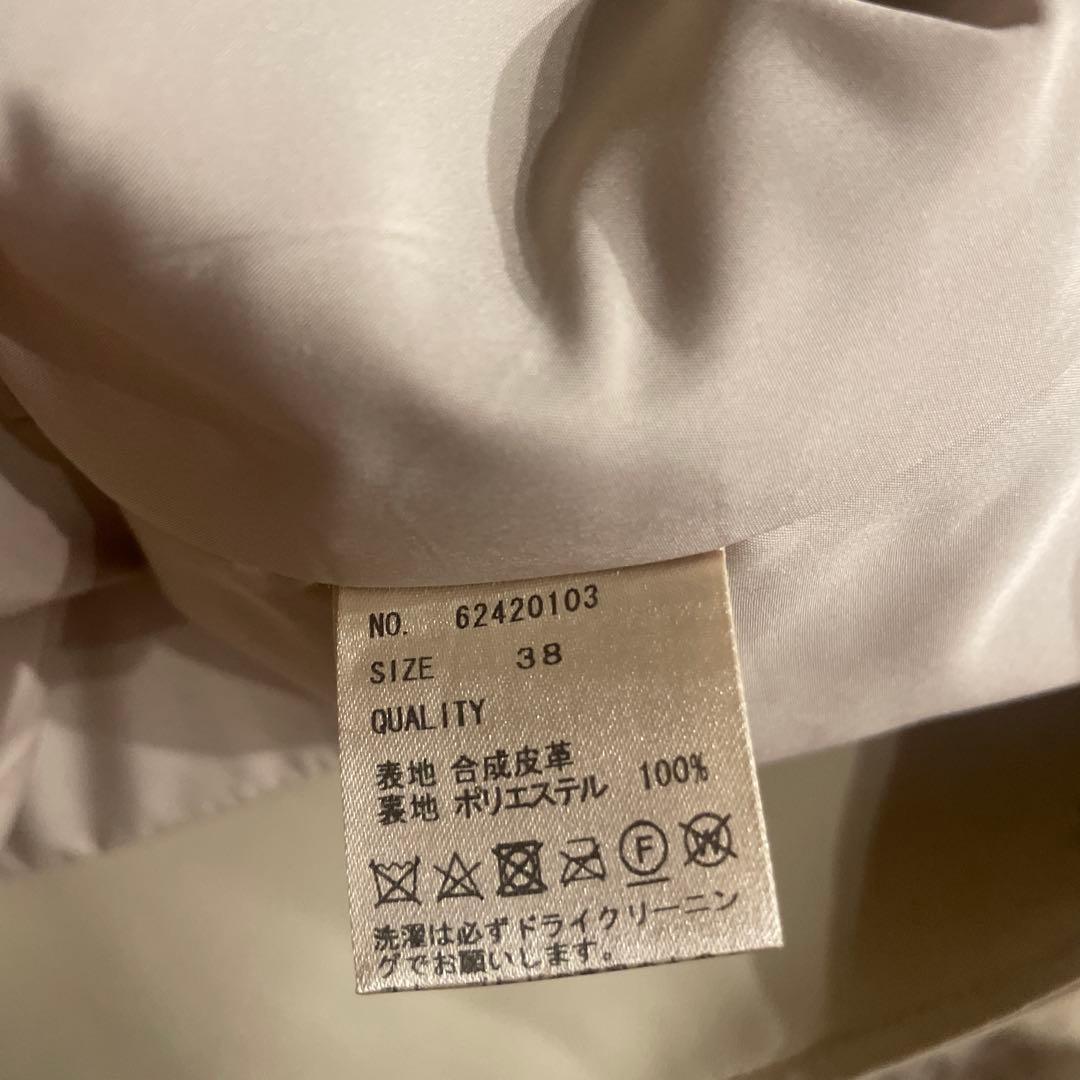 NO. 62420103
SIZE 38
QUALITY
表地 合成皮革
裏地 ポリエステル 100%
F W
洗濯は必ずドライクリーニン
グでお願いします。